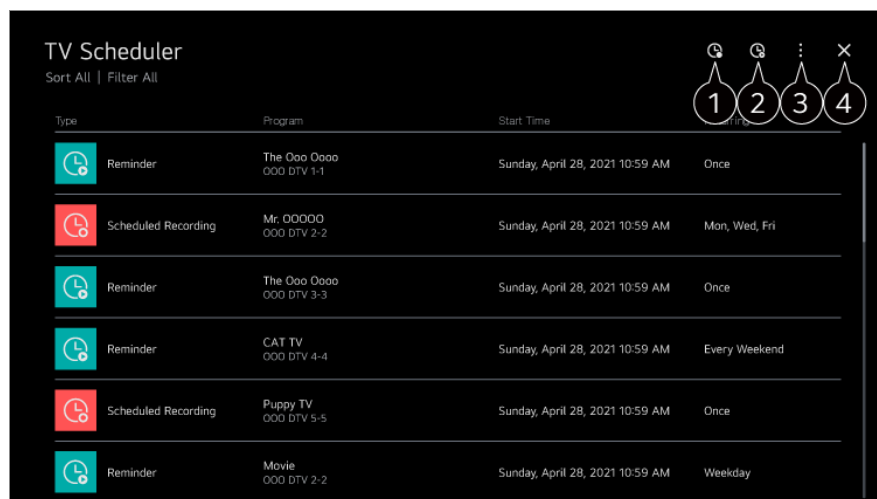 TV Scheduler
Sort All | Filter All
1 2 3 4
Type Program Start Time
Reminder The Ooo Oooo Sunday, April 28, 2021 10:59 AM Once
OOO DTV 1-1
Scheduled Recording Mr. OOOOO Sunday, April 28, 2021 10:59 AM Mon, Wed, Fri
OOO DTV 2-2
Reminder The Ooo Oooo Sunday, April 28, 2021 10:59 AM Once
OOO DTV 3-3
Reminder CAT TV Sunday, April 28, 2021 10:59 AM Every Weekend
OOO DTV 4-4
Scheduled Recording Puppy TV Sunday, April 28, 2021 10:59 AM Once
OOO DTV 5-5
Reminder Movie Sunday, April 28, 2021 10:59 AM Weekday
OOO DTV 2-2